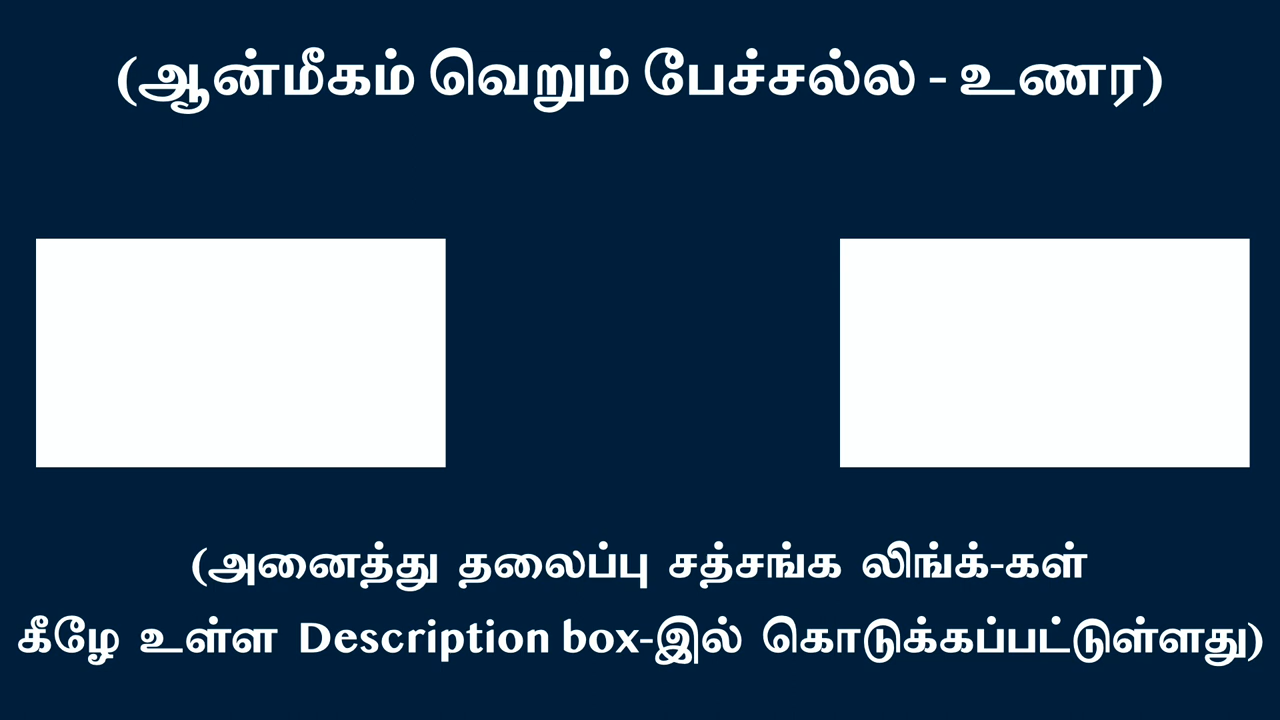 (ஆன்மீகம் வெறும் பேச்சல்ல - உணர)
(அனைத்து தலைப்பு சத்சங்க லிங்க்-கள்
கீழே உள்ள Description box-இல் கொடுக்கப்பட்டுள்ளது)